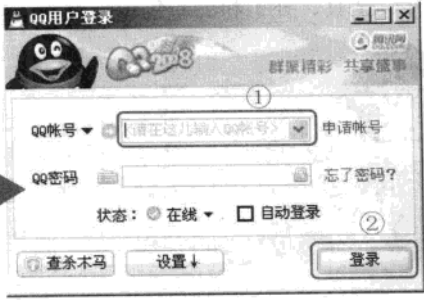 QQ用户登录
QQ2008
腾讯网
群聚精彩 共享盛事
①
QQ帐号 <请在这儿输入QQ帐号> 申请帐号
QQ密码 忘了密码?
状态: 在线 自动登录
②
查杀木马 设置↓ 登录